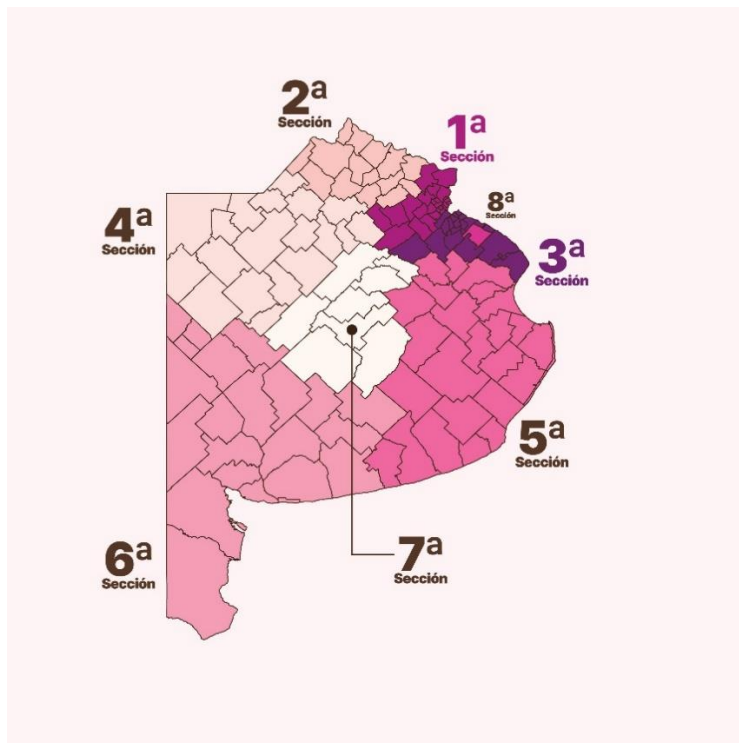 2ª
Sección
1ª
Sección
8ª
Sección
4ª
Sección
3ª
Sección
5ª
Sección
7ª
Sección
6ª
Sección